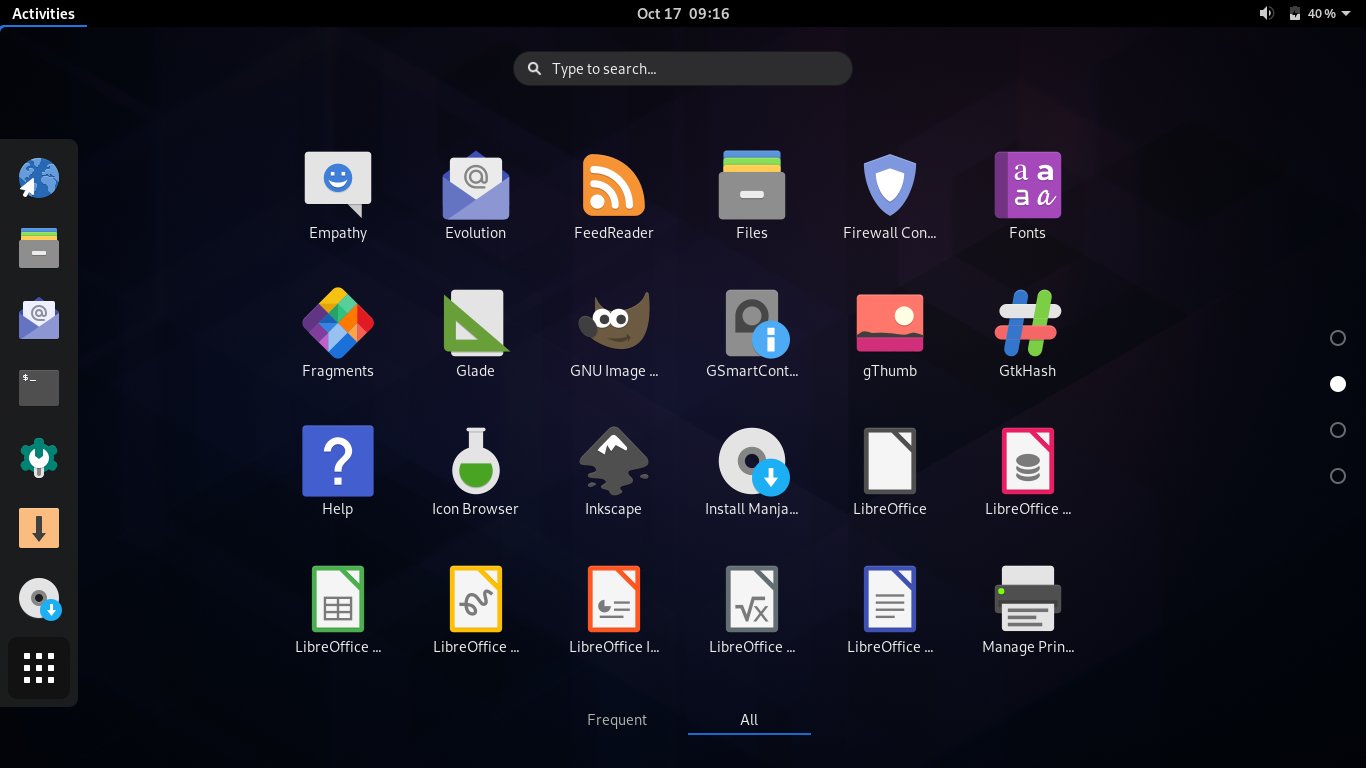 Activities
Oct 17 09:16
40 %
Type to search...
@
a a
a a
Empathy
Evolution
FeedReader
Files
Firewall Con...
Fonts
@
$_
Fragments
Glade
GNU Image ...
GSmartCont...
gThumb
GtkHash
?
Help
Icon Browser
Inkscape
Install Manja...
LibreOffice
LibreOffice ...
√x
LibreOffice ...
LibreOffice ...
LibreOffice I...
LibreOffice ...
LibreOffice ...
Manage Prin...
Frequent
All